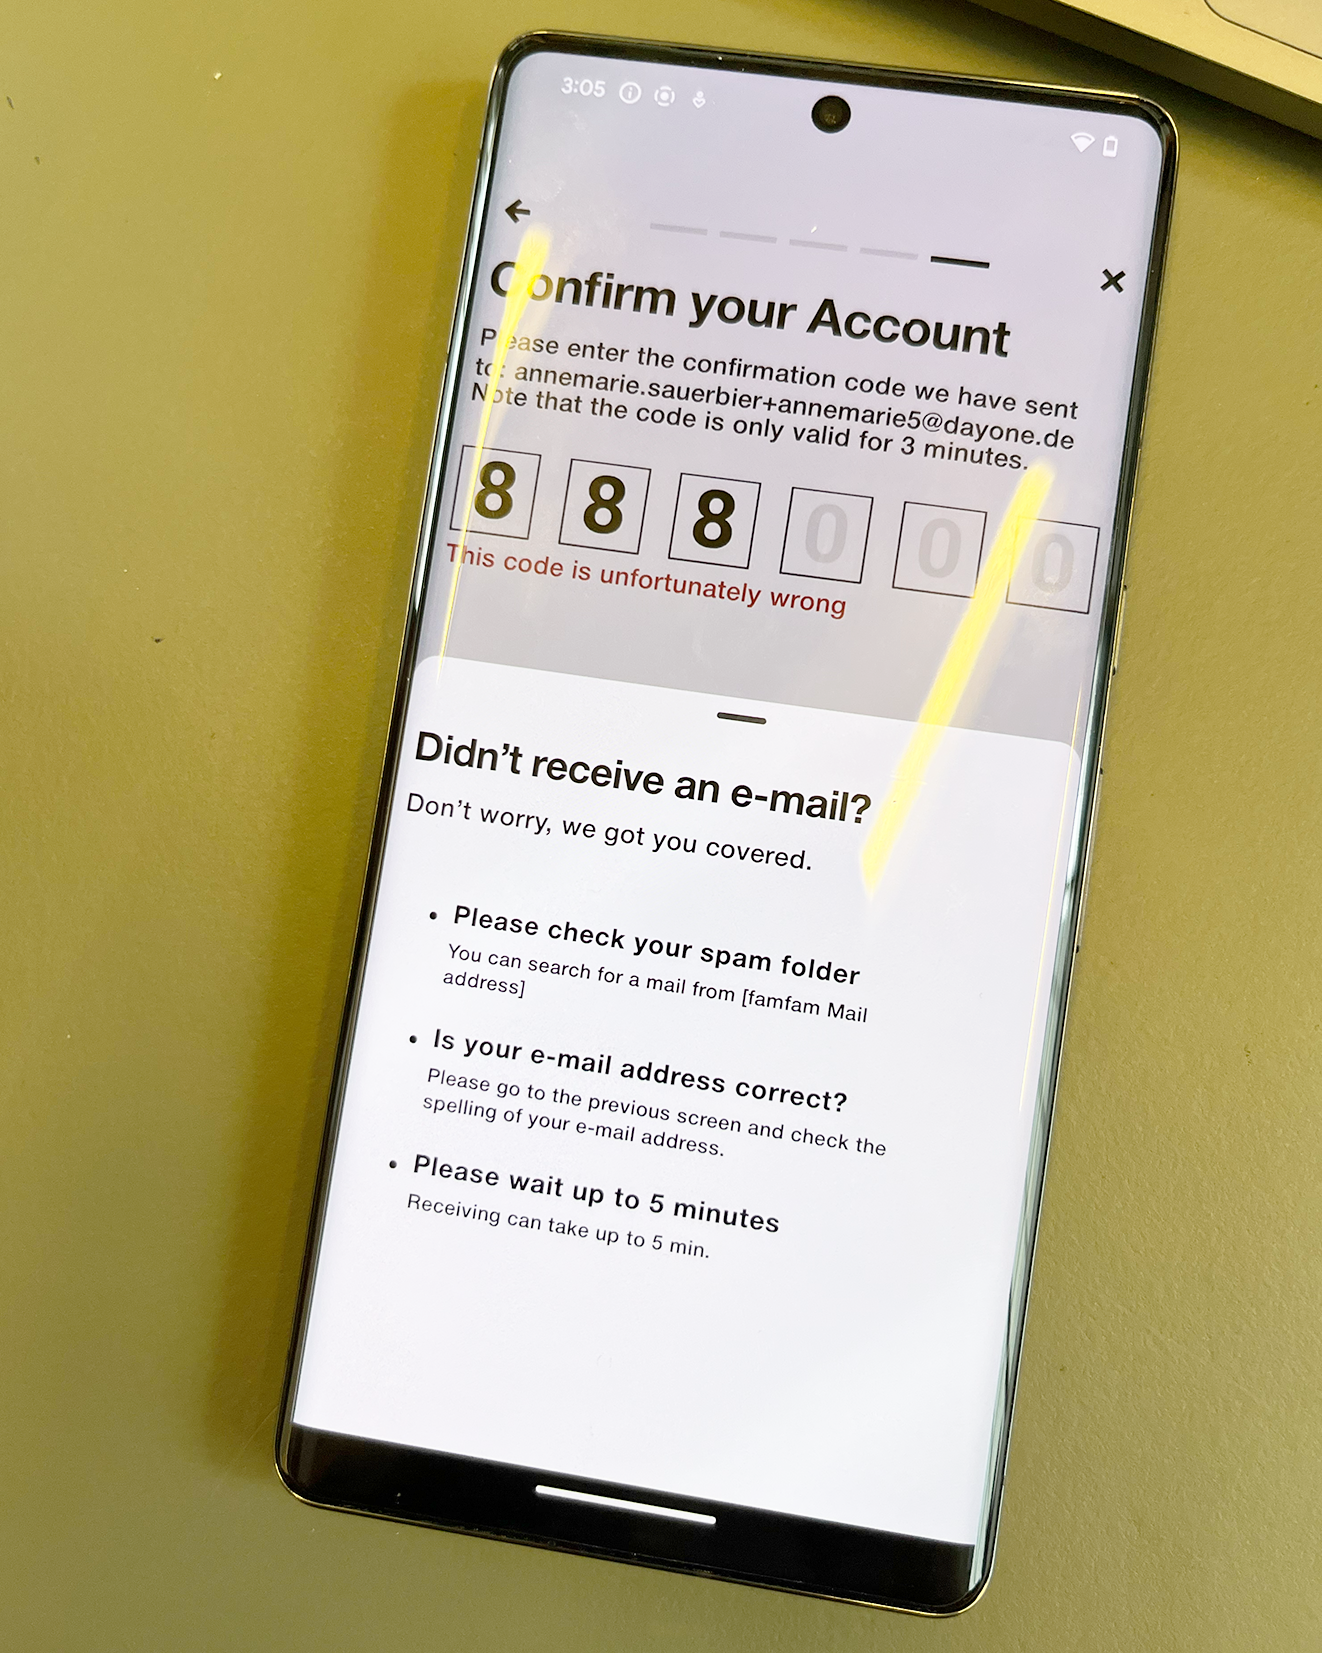 3:05
Confirm your Account
Please enter the confirmation code we have sent
to: annemarie.sauerbier+annemarie5@dayone.de
Note that the code is only valid for 3 minutes.
8 8 8 0 0 0
This code is unfortunately wrong
Didn’t receive an e-mail?
Don’t worry, we got you covered.
• Please check your spam folder
You can search for a mail from [famfam Mail
address]
• Is your e-mail address correct?
Please go to the previous screen and check the
spelling of your e-mail address.
• Please wait up to 5 minutes
Receiving can take up to 5 min.